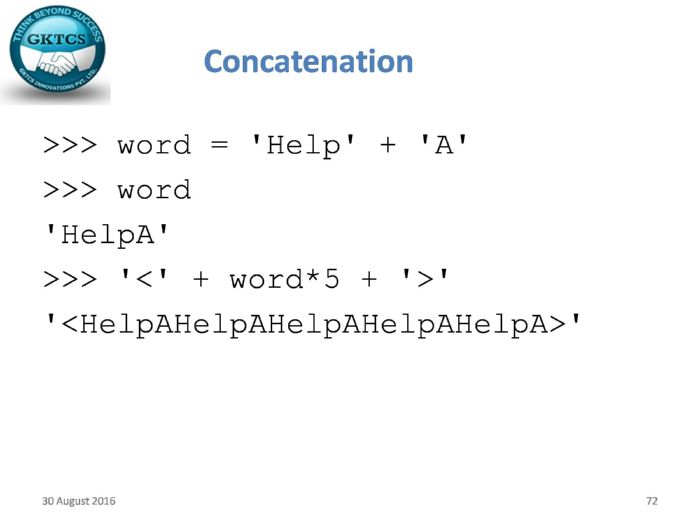 THINK BEYOND SUCCESS
GKTCS
GKTCS INNOVATIONS PVT. LTD.
Concatenation
>>> word = 'Help' + 'A'
>>> word
'HelpA'
>>> '<' + word*5 + '>'
'<HelpAHelpAHelpAHelpAHelpA>'
30 August 2016
72